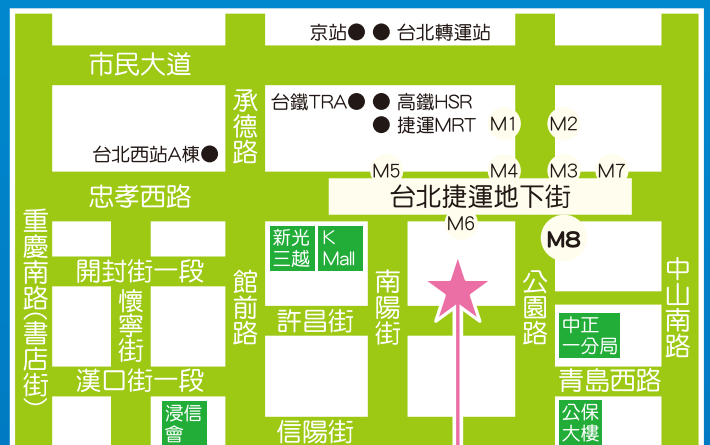 京站
台北轉運站
市民大道
台鐵TRA
高鐵HSR
承德路
捷運MRT
M1
M2
台北西站A棟
M5
M4
M3
M7
忠孝西路
台北捷運地下街
M6
重慶南路(書店街)
新光
三越
K
Mall
M8
開封街一段
館前路
南陽街
公園路
中山南路
懷寧街
許昌街
中正
一分局
漢口街一段
青島西路
浸信
會
信陽街
公保
大樓